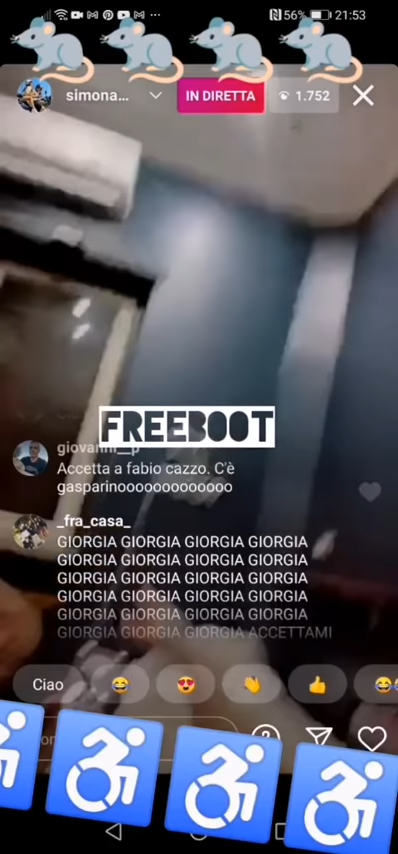 56% 21:53
simona...
IN DIRETTA
1.752
FREEBOOT
giovanni__p
Accetta a fabio cazzo. C'è
gasparinooooooooooooo
_fra_casa_
GIORGIA GIORGIA GIORGIA GIORGIA
GIORGIA GIORGIA GIORGIA GIORGIA
GIORGIA GIORGIA GIORGIA GIORGIA
GIORGIA GIORGIA GIORGIA GIORGIA
GIORGIA GIORGIA GIORGIA GIORGIA
GIORGIA GIORGIA GIORGIA ACCETTAMI
Ciao